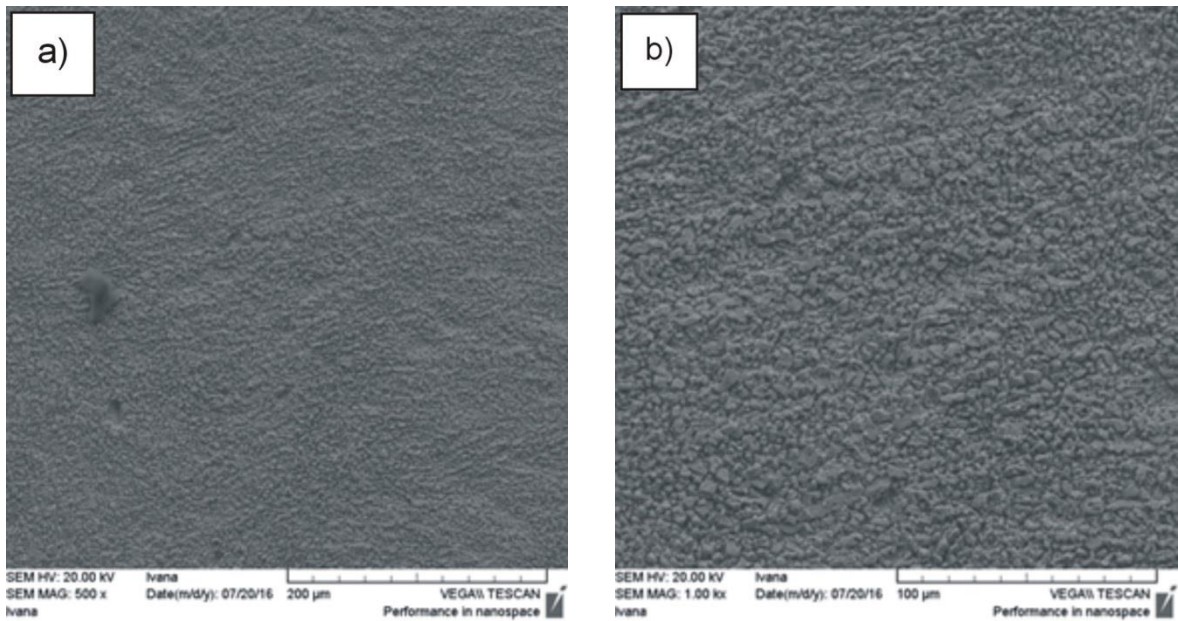 a)
SEM HV: 20.00 kV Ivana
SEM MAG: 500 x Date(m/d/y): 07/20/16 200 µm VEGA\\ TESCAN
Ivana Performance in nanospace
b)
SEM HV: 20.00 kV Ivana
SEM MAG: 1.00 kx Date(m/d/y): 07/20/16 100 µm VEGA\\ TESCAN
Ivana Performance in nanospace